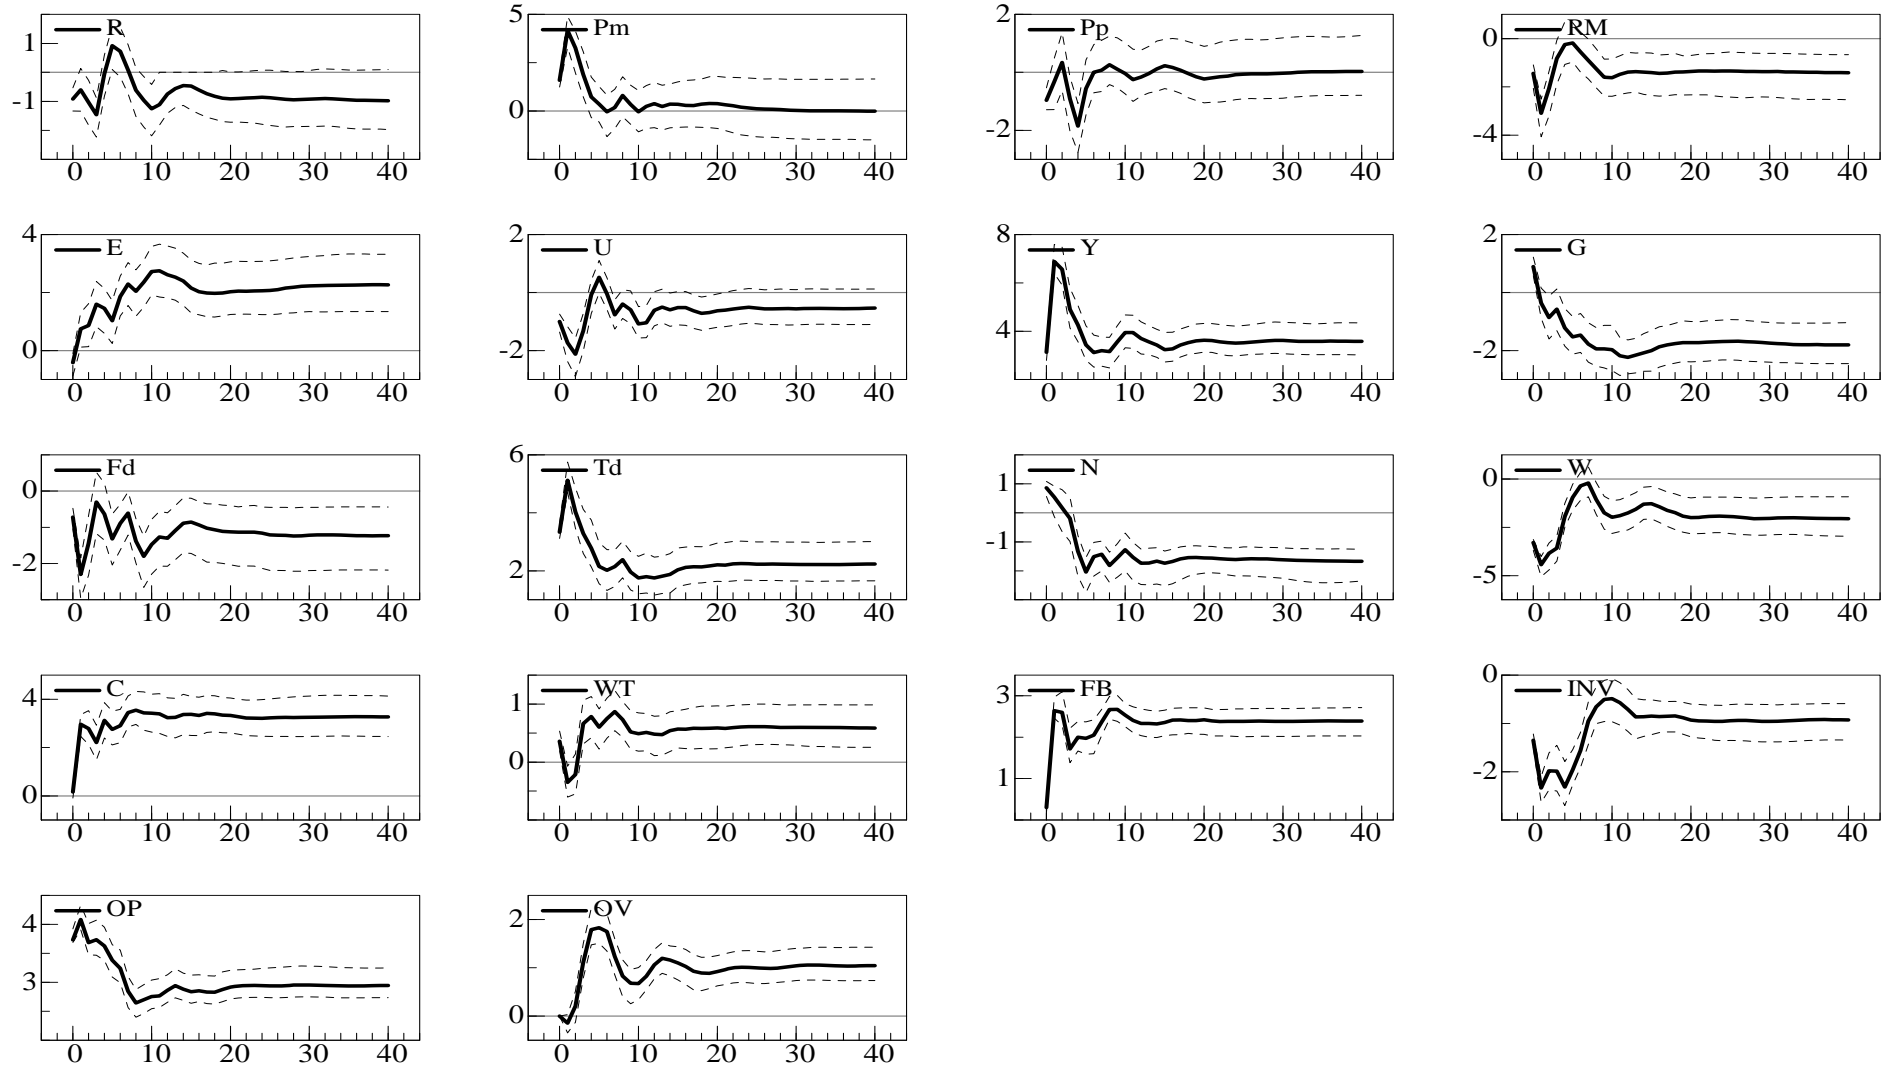 R Pm Pp RM
1 5 2 0
-1 0 -2 -4
0 10 20 30 40 0 10 20 30 40 0 10 20 30 40 0 10 20 30 40
E U Y G
4 2 8 2
0 -2 4 -2
0 10 20 30 40 0 10 20 30 40 0 10 20 30 40 0 10 20 30 40
Fd Td N W
0 6 1 0
-2 2 -1 -5
0 10 20 30 40 0 10 20 30 40 0 10 20 30 40 0 10 20 30 40
C WT FB INV
4 1 3 0
0 0 1 -2
0 10 20 30 40 0 10 20 30 40 0 10 20 30 40 0 10 20 30 40
OP OV
4 2
3 0
0 10 20 30 40 0 10 20 30 40